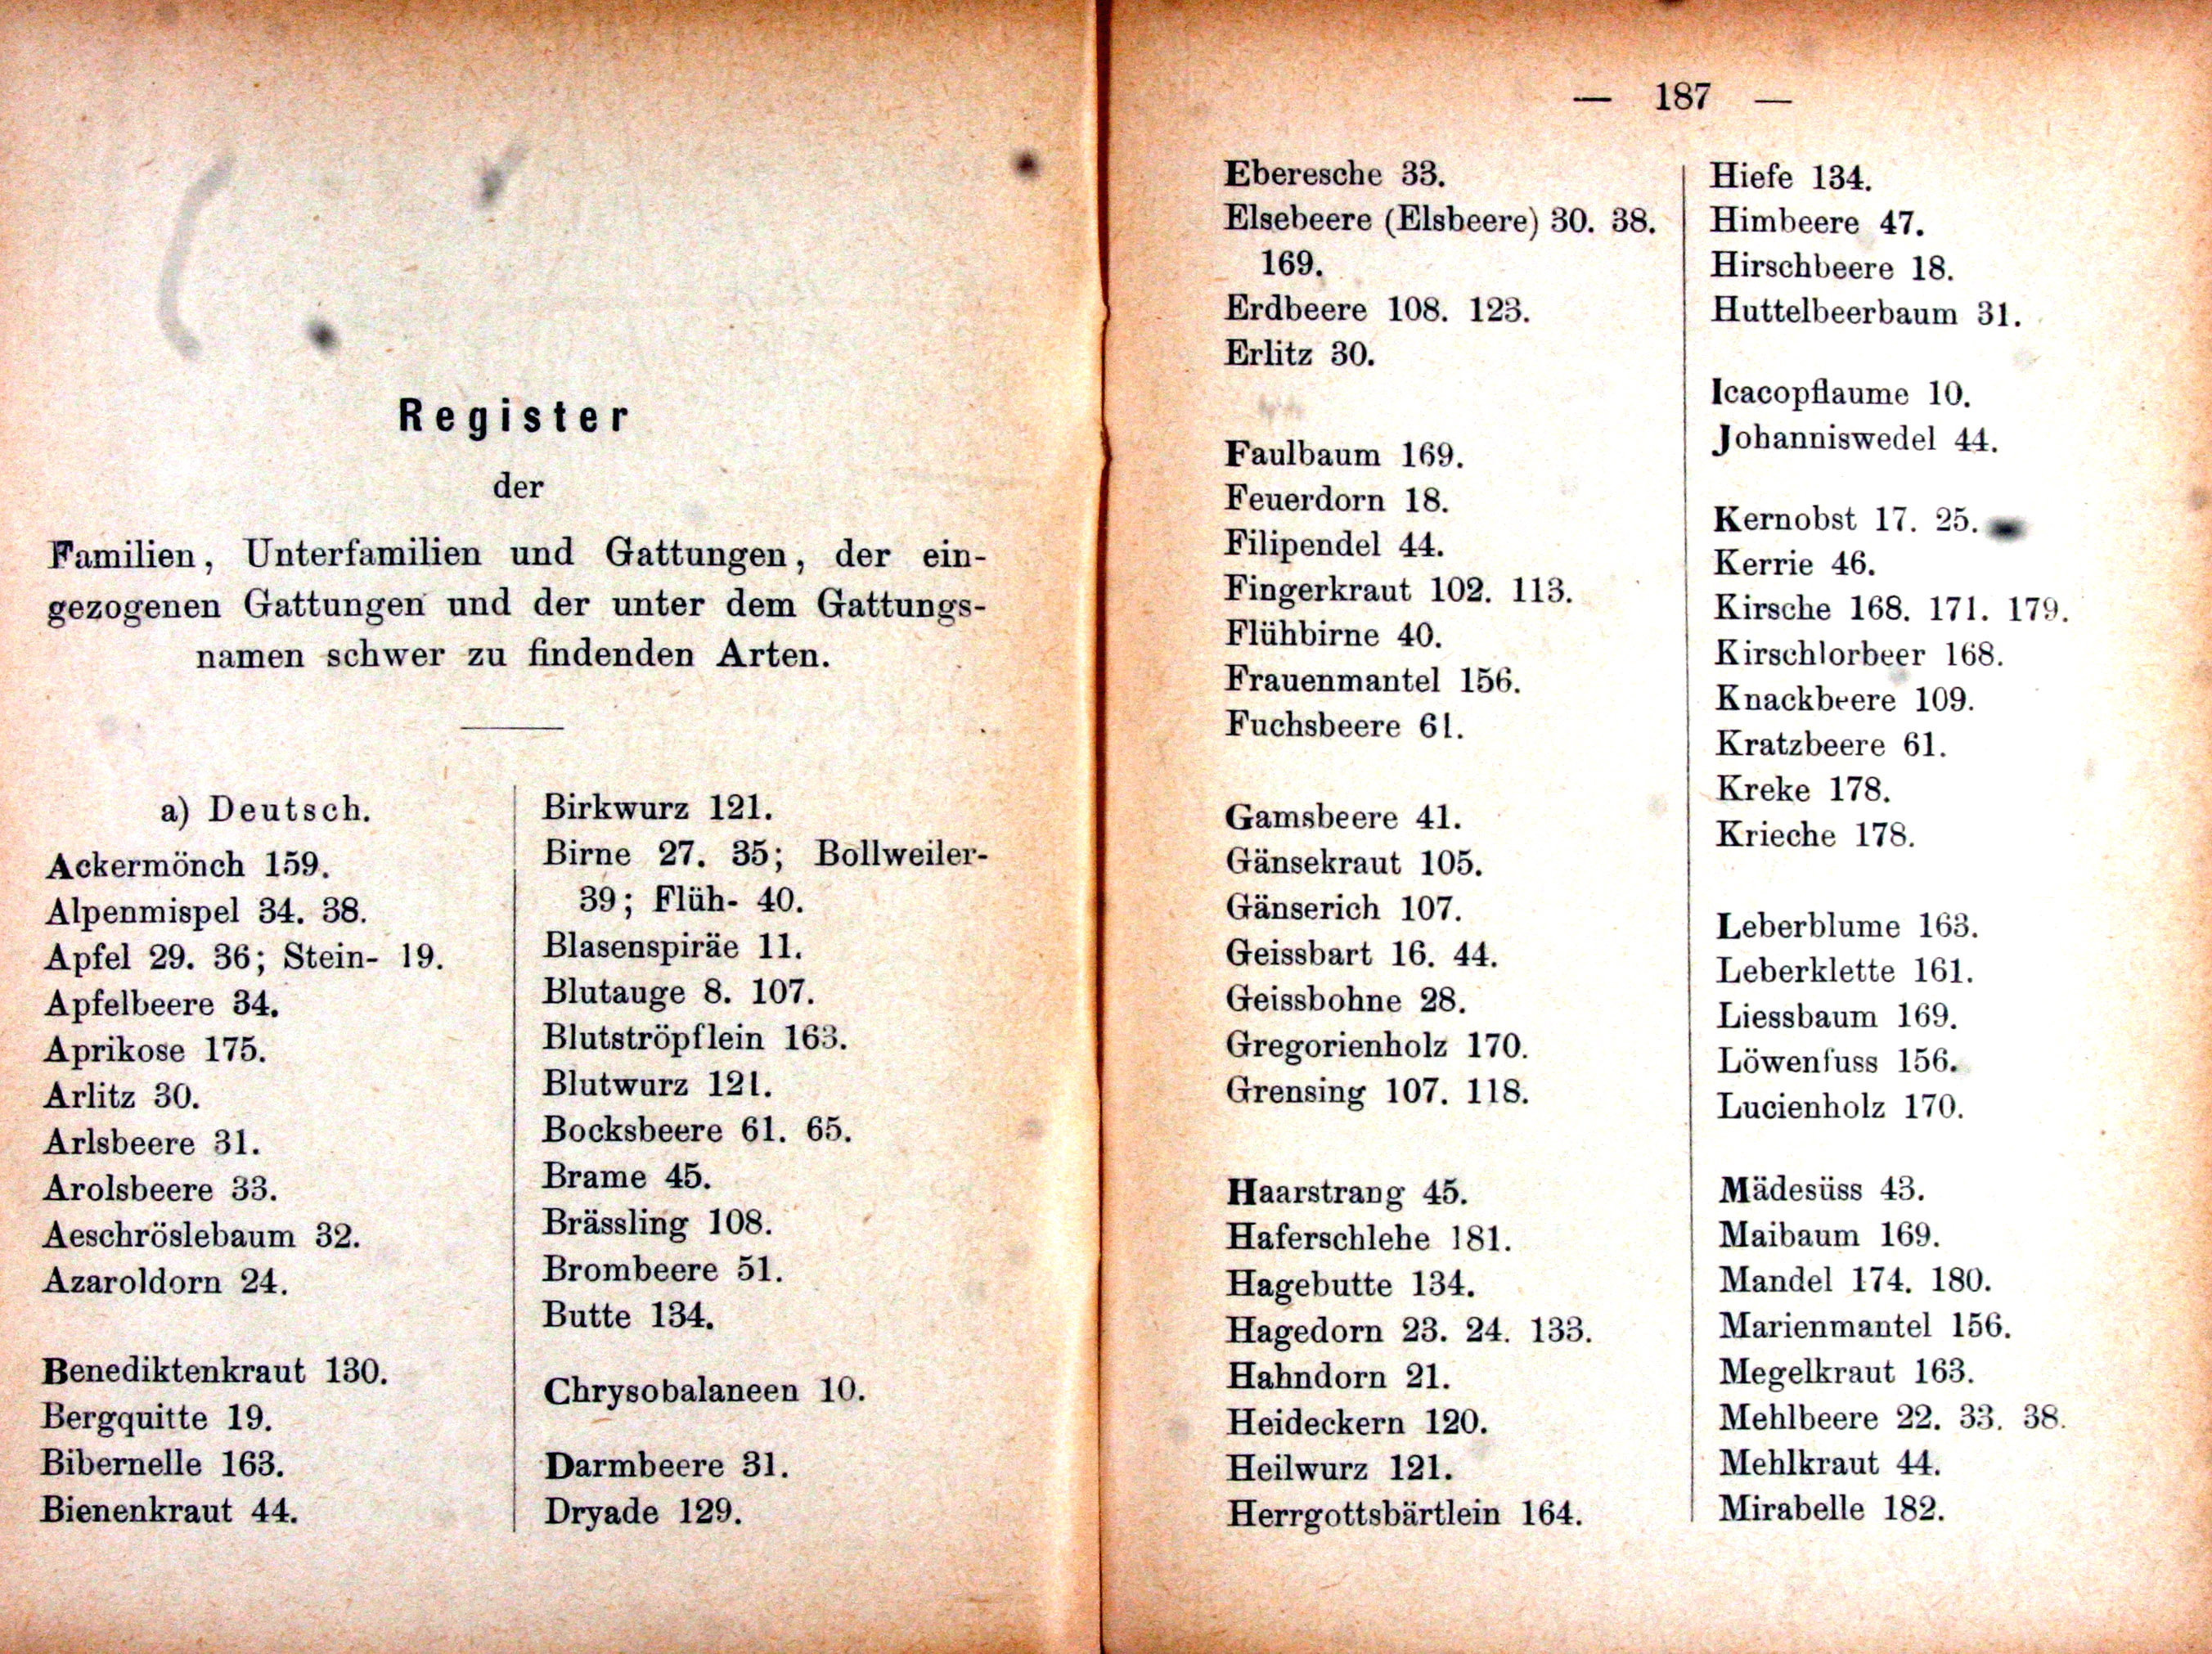 Register
der
Familien, Unterfamilien und Gattungen, der ein-
gezogenen Gattungen und der unter dem Gattungs-
namen schwer zu findenden Arten.
a) Deutsch.
Ackermönch 159.
Alpenmispel 34. 38.
Apfel 29. 36; Stein- 19.
Apfelbeere 34.
Aprikose 175.
Arlitz 30.
Arlsbeere 31.
Arolsbeere 33.
Aeschröslebaum 32.
Azaroldorn 24.
Benediktenkraut 130.
Bergquitte 19.
Bibernelle 163.
Bienenkraut 44.
Birkwurz 121.
Birne 27. 35; Bollweiler-
39; Flüh- 40.
Blasenspiräe 11.
Blutauge 8. 107.
Blutströpflein 163.
Blutwurz 121.
Bocksbeere 61. 65.
Brame 45.
Brässling 108.
Brombeere 51.
Butte 134.
Chrysobalaneen 10.
Darmbeere 31.
Dryade 129.
— 187 —
Eberesche 33.
Elsebeere (Elsbeere) 30. 38.
169.
Erdbeere 108. 123.
Erlitz 30.
Faulbaum 169.
Feuerdorn 18.
Filipendel 44.
Fingerkraut 102. 113.
Flühbirne 40.
Frauenmantel 156.
Fuchsbeere 61.
Gamsbeere 41.
Gänsekraut 105.
Gänserich 107.
Geissbart 16. 44.
Geissbohne 28.
Gregorienholz 170.
Grensing 107. 118.
Haarstrang 45.
Haferschlehe 181.
Hagebutte 134.
Hagedorn 23. 24. 133.
Hahndorn 21.
Heideckern 120.
Heilwurz 121.
Herrgottsbärtlein 164.
Hiefe 134.
Himbeere 47.
Hirschbeere 18.
Huttelbeerbaum 31.
Icacopflaume 10.
Johanniswedel 44.
Kernobst 17. 25.
Kerrie 46.
Kirsche 168. 171. 179.
Kirschlorbeer 168.
Knackbeere 109.
Kratzbeere 61.
Kreke 178.
Krieche 178.
Leberblume 163.
Leberklette 161.
Liessbaum 169.
Löwenfuss 156.
Lucienholz 170.
Mädesüss 43.
Maibaum 169.
Mandel 174. 180.
Marienmantel 156.
Megelkraut 163.
Mehlbeere 22. 33. 38.
Mehlkraut 44.
Mirabelle 182.